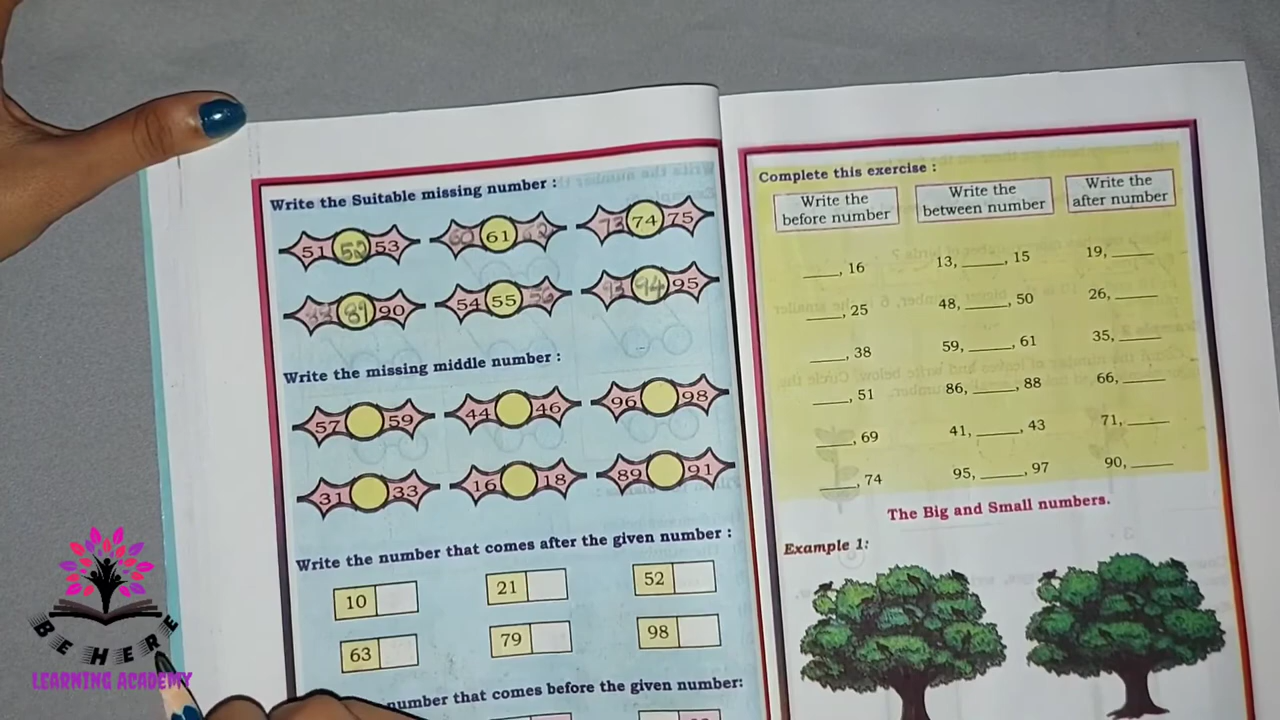 Write the Suitable missing number :
51 52 53 60 61 62 73 74 75
89 90 54 55 56 93 94 95
Write the missing middle number :
57 59 44 46 96 98
31 33 16 18 89 91
Write the number that comes after the given number :
10 21 52
63 79 98
number that comes before the given number:
Complete this exercise :
Write the before number
Write the between number
Write the after number
____, 16 13, ____, 15 19, ____
____, 25 48, ____, 50 26, ____
____, 38 59, ____, 61 35, ____
____, 51 86, ____, 88 66, ____
____, 69 41, ____, 43 71, ____
____, 74 95, ____, 97 90, ____
The Big and Small numbers.
Example 1:
BE HERE
LEARNING ACADEMY